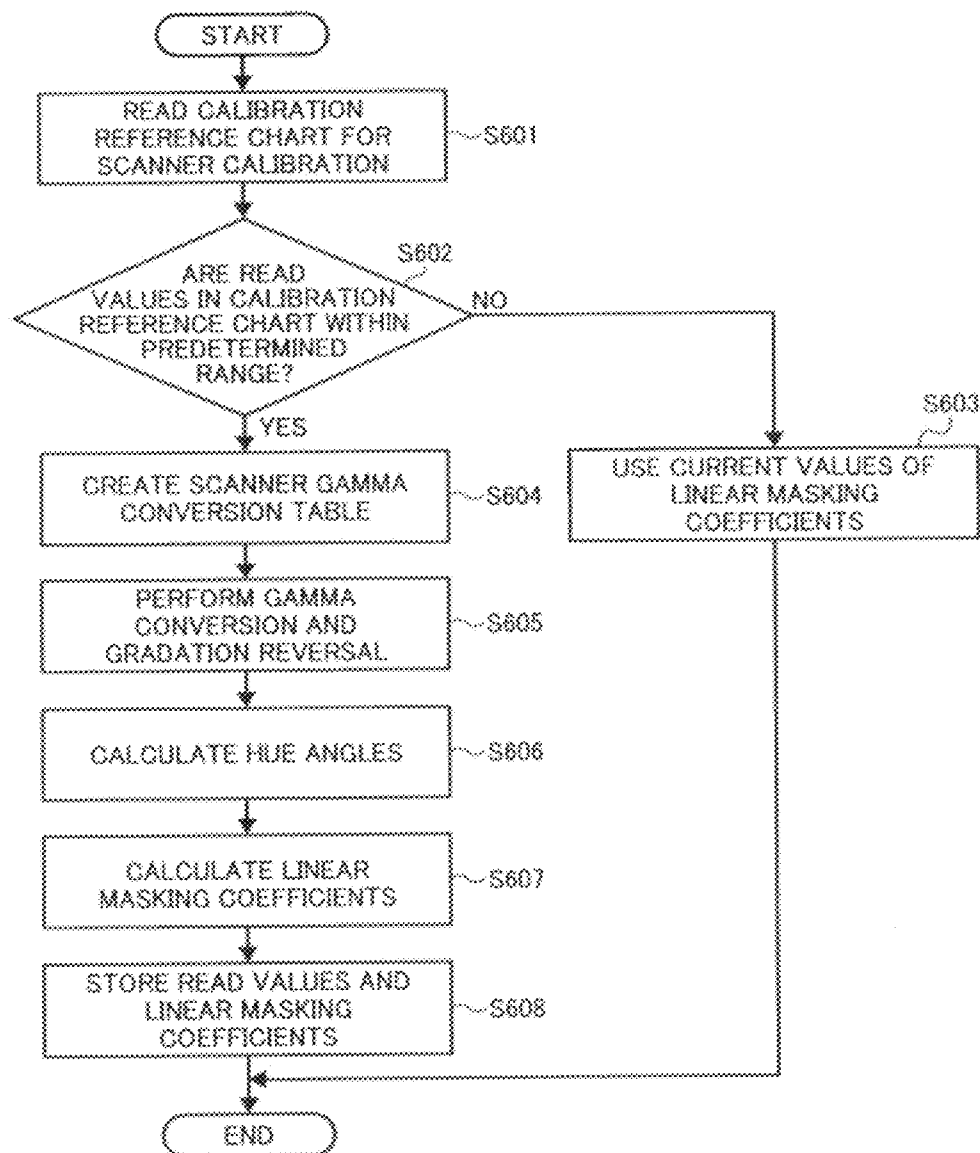 START
READ CALIBRATION
REFERENCE CHART FOR
SCANNER CALIBRATION
S601
S602
ARE READ
VALUES IN CALIBRATION
REFERENCE CHART WITHIN
PREDETERMINED
RANGE?
NO
YES
S603
USE CURRENT VALUES OF
LINEAR MASKING
COEFFICIENTS
CREATE SCANNER GAMMA
CONVERSION TABLE
S604
PERFORM GAMMA
CONVERSION AND
GRADATION REVERSAL
S605
CALCULATE HUE ANGLES
S606
CALCULATE LINEAR
MASKING COEFFICIENTS
S607
STORE READ VALUES AND
LINEAR MASKING
COEFFICIENTS
S608
END